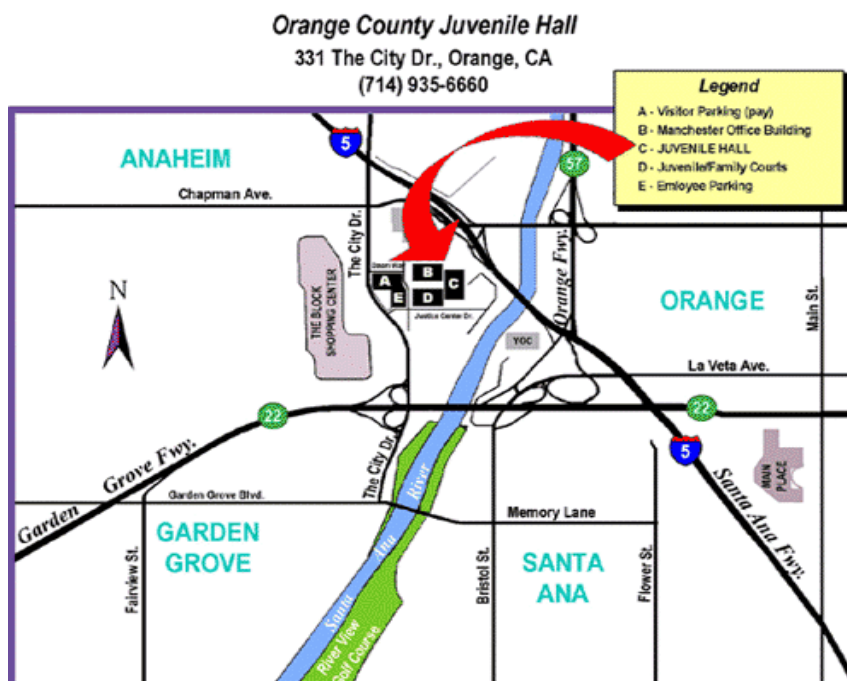 Orange County Juvenile Hall
331 The City Dr., Orange, CA
(714) 935-6660
Legend
A - Visitor Parking (pay)
B - Manchester Office Building
C - JUVENILE HALL
D - Juvenile/Family Courts
E - Emloyee Parking
ANAHEIM
5
57
Chapman Ave.
The City Dr.
Orange Fwy.
Main St.
ORANGE
N
THE BLOCK
SHOPPING CENTER
A
B
C
D
E
Justice Center Dr.
YGC
La Veta Ave.
22
22
Garden Grove Fwy.
The City Dr.
5
Santa Ana Fwy.
MAIN
PLACE
Garden Grove Blvd.
Memory Lane
GARDEN
GROVE
Fairview St.
Santa Ana River
River View
Golf Course
Bristol St.
SANTA
ANA
Flower St.